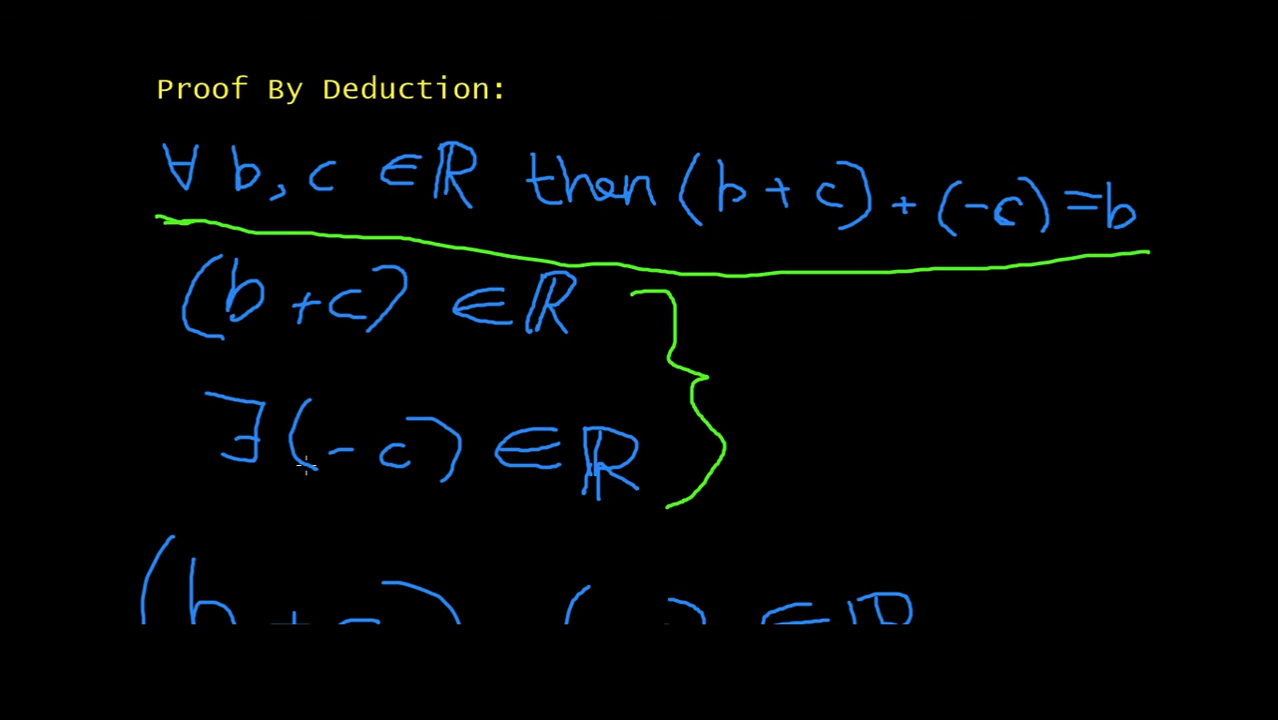 Proof By Deduction:
∀ b, c ∈ ℝ then (b + c) + (-c) = b
(b + c) ∈ ℝ
∃ (-c) ∈ ℝ